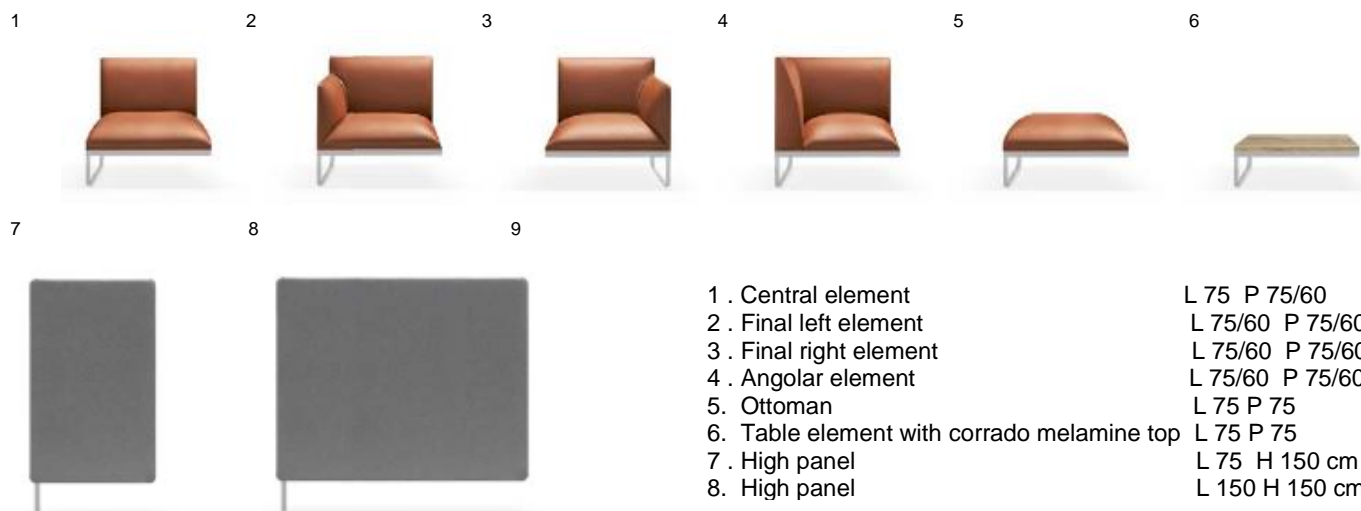 1 2 3 4 5 6
7 8 9
1 . Central element L 75 P 75/60
2 . Final left element L 75/60 P 75/60
3 . Final right element L 75/60 P 75/60
4 . Angolar element L 75/60 P 75/60
5. Ottoman L 75 P 75
6. Table element with corrado melamine top L 75 P 75
7 . High panel L 75 H 150 cm
8. High panel L 150 H 150 cm